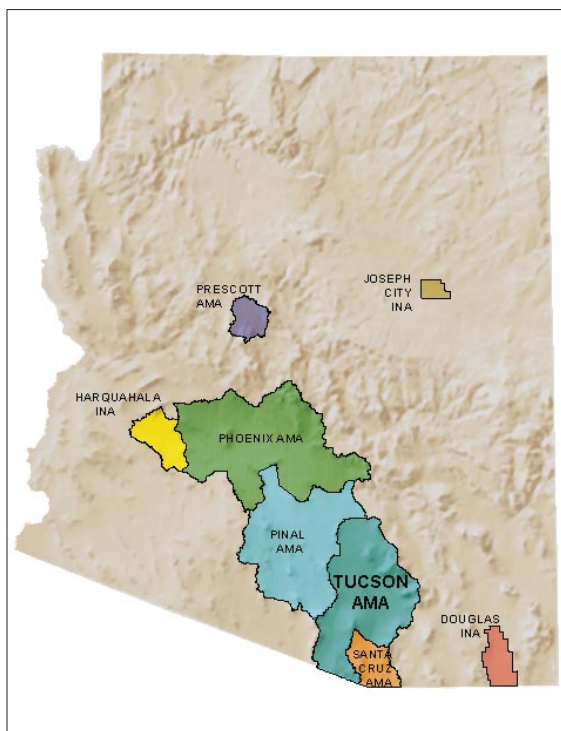 PRESCOTT
AMA
JOSEPH
CITY
INA
HARQUAHALA
INA
PHOENIX AMA
PINAL
AMA
TUCSON
AMA
DOUGLAS
INA
SANTA
CRUZ
AMA